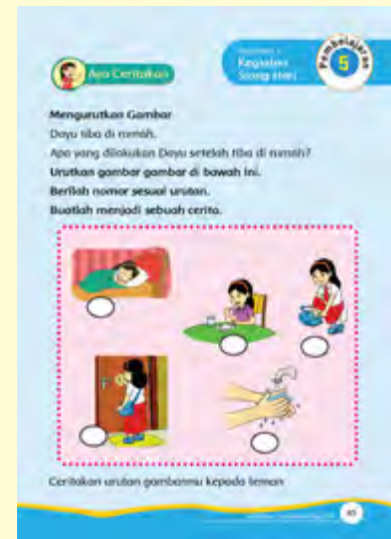 Kegiatan
Siang Hari
Pembelajaran
5
Ayo Ceritakan
Mengurutkan Gambar
Dayu tiba di rumah.
Apa yang dilakukan Dayu setelah tiba di rumah?
Urutkan gambar gambar di bawah ini.
Berilah nomor sesuai urutan.
Buatlah menjadi sebuah cerita.
Ceritakan urutan gambarmu kepada teman